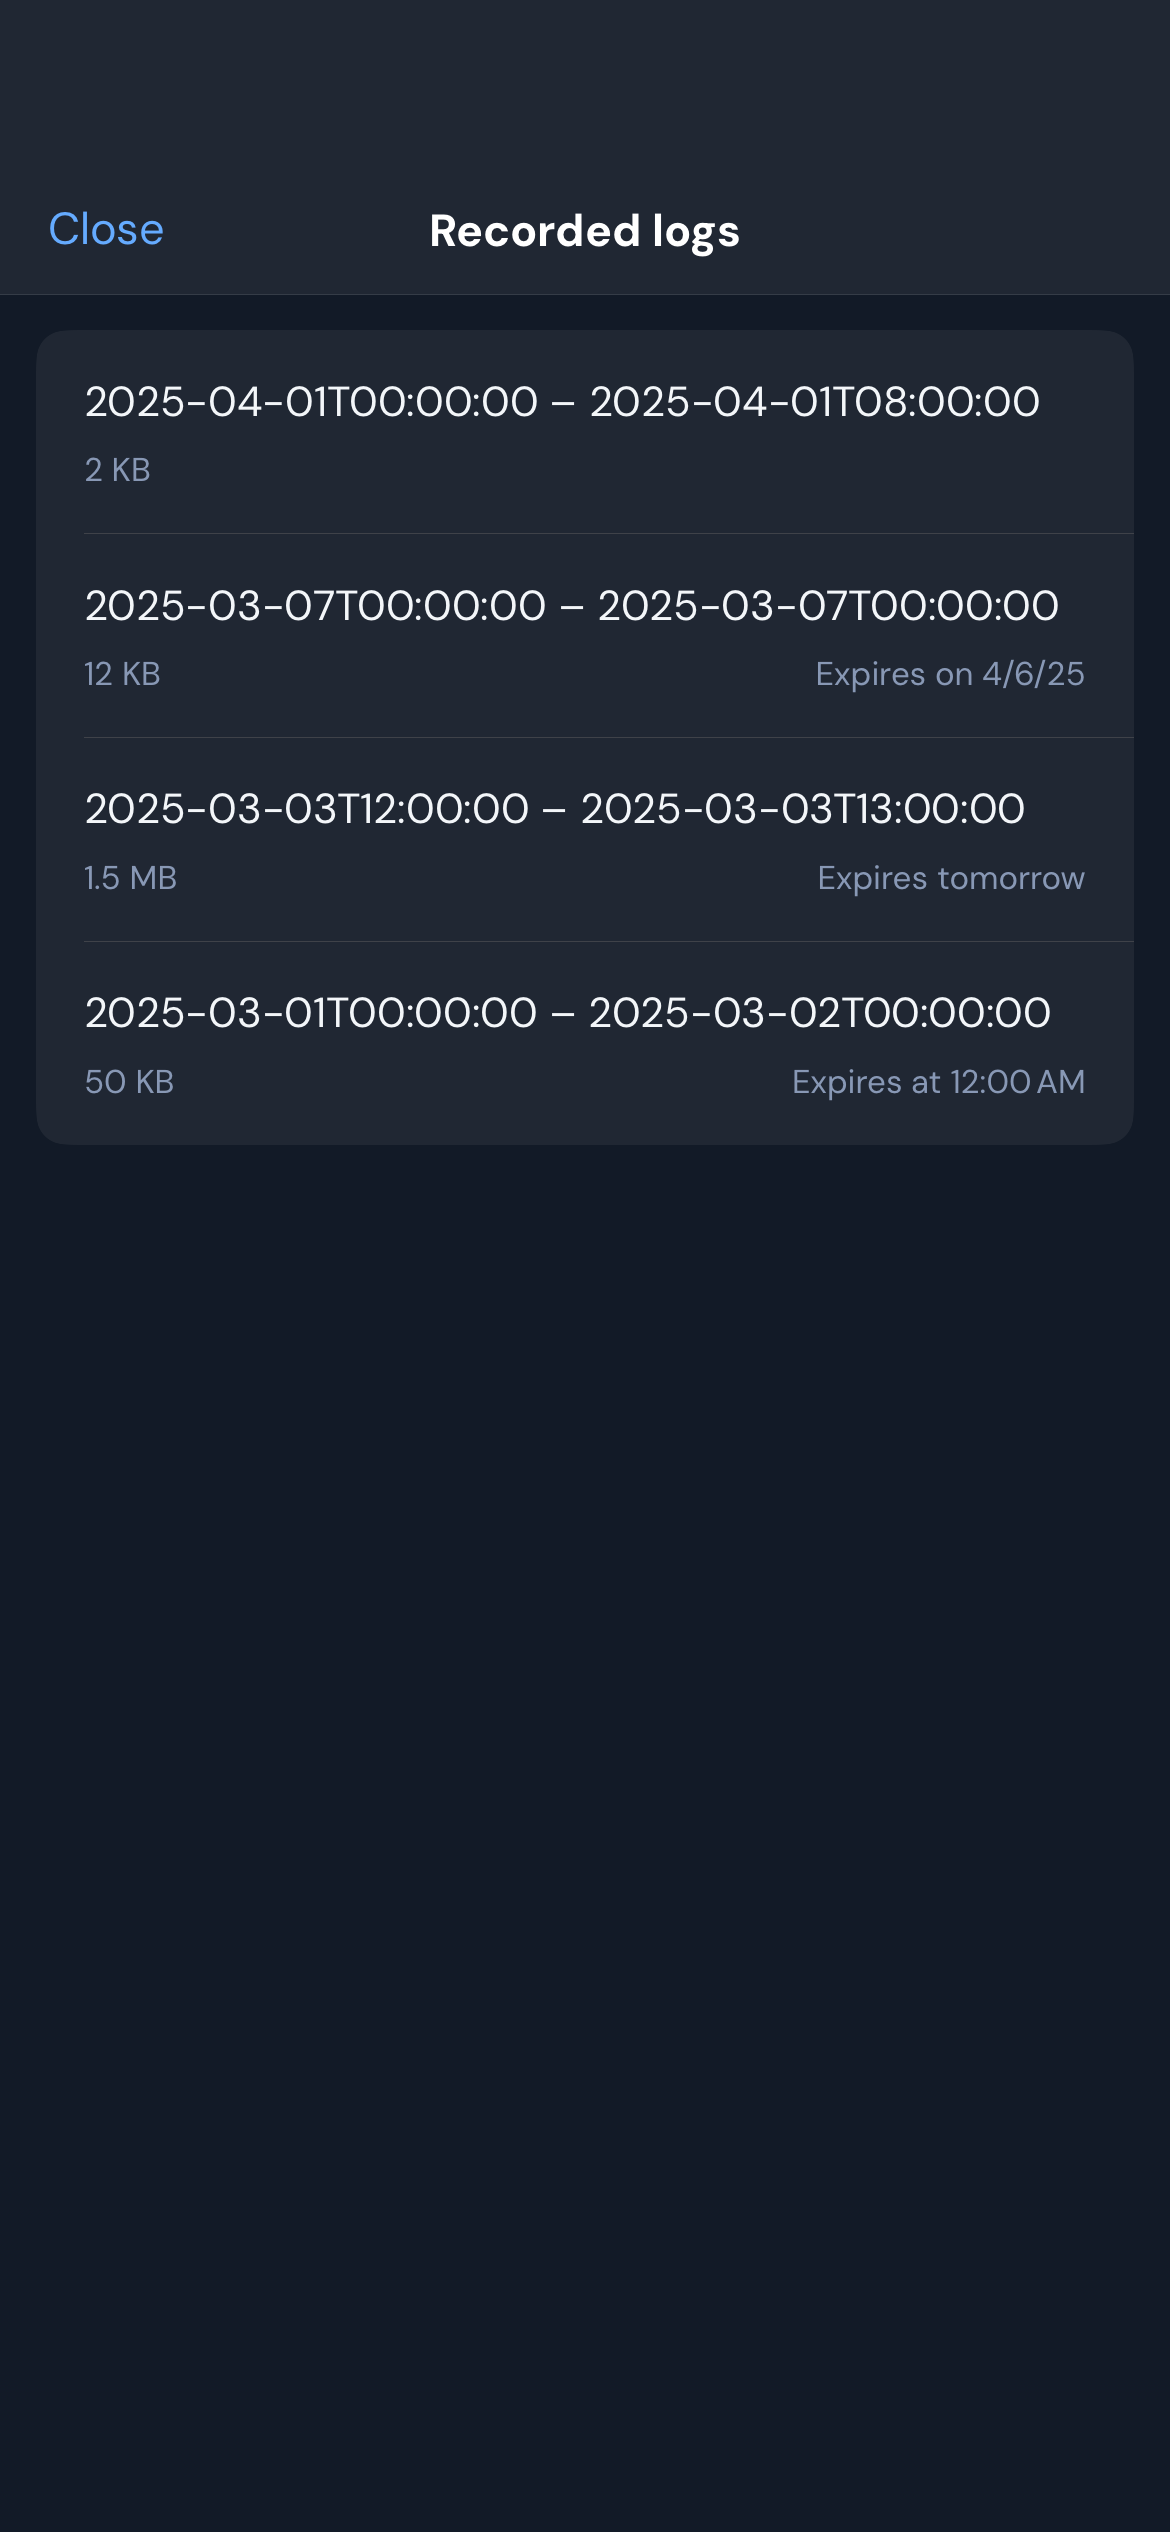 Close
Recorded logs
2025-04-01T00:00:00 – 2025-04-01T08:00:00
2 KB
2025-03-07T00:00:00 – 2025-03-07T00:00:00
12 KB
Expires on 4/6/25
2025-03-03T12:00:00 – 2025-03-03T13:00:00
1.5 MB
Expires tomorrow
2025-03-01T00:00:00 – 2025-03-02T00:00:00
50 KB
Expires at 12:00 AM